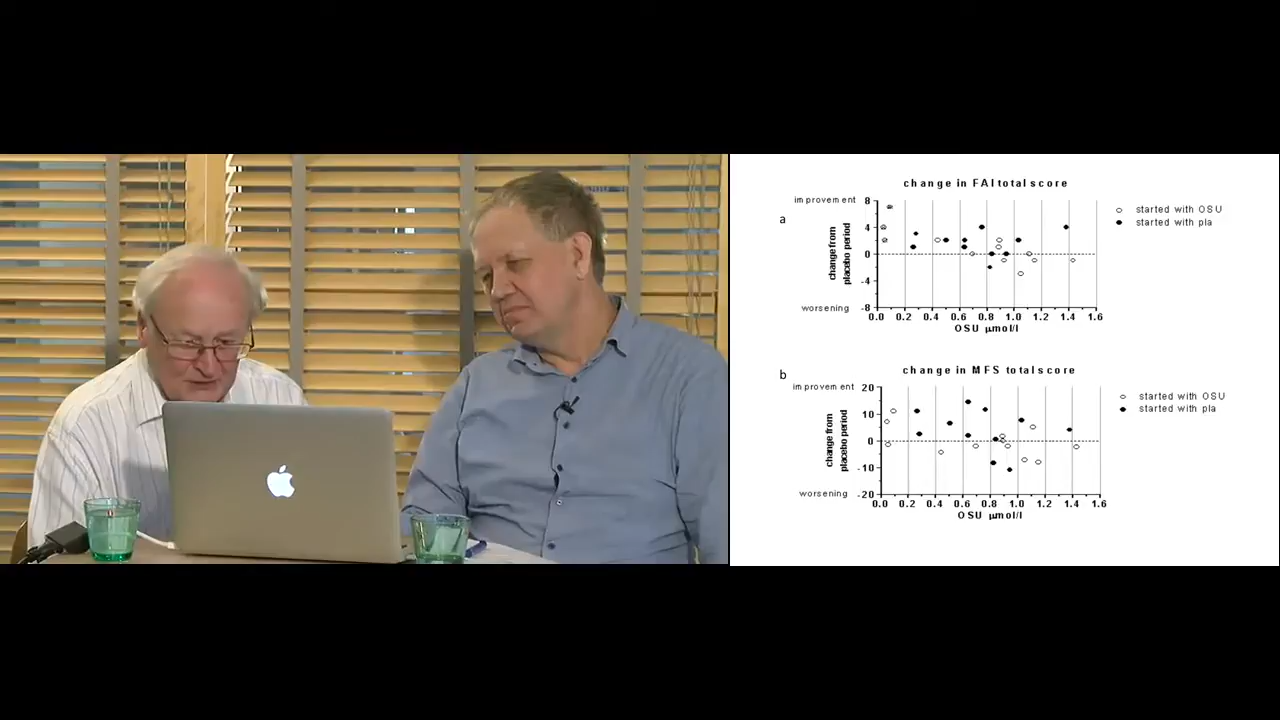 change in FAI total score
improvement
a
8
4
0
-4
-8
change from
placebo period
worsening
0.0 0.2 0.4 0.6 0.8 1.0 1.2 1.4 1.6
OSU µmol/l
started with OSU
started with pla
b
change in MFS total score
improvement
20
10
0
-10
-20
change from
placebo period
worsening
0.0 0.2 0.4 0.6 0.8 1.0 1.2 1.4 1.6
OSU µmol/l
started with OSU
started with pla